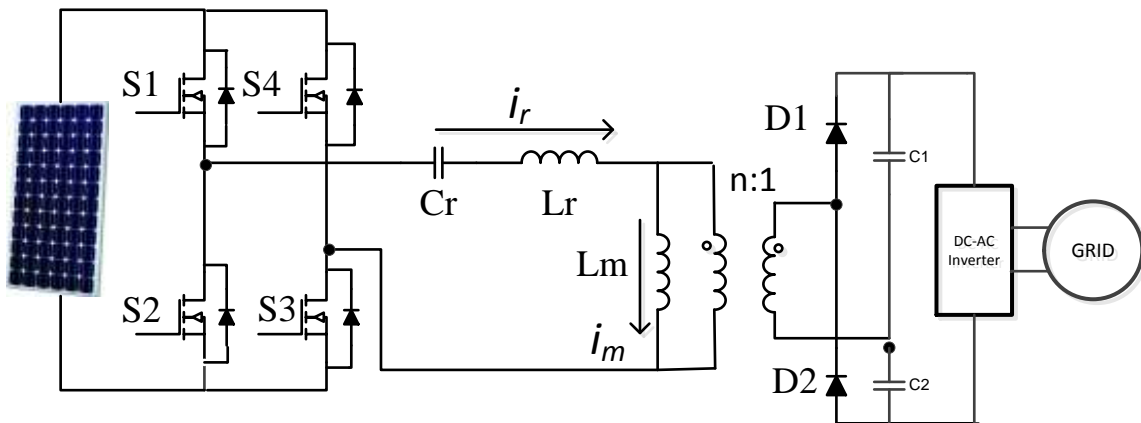 S1
S4
i_r
D1
C1
Cr
Lr
n:1
Lm
DC-AC
Inverter
GRID
S2
S3
i_m
D2
C2